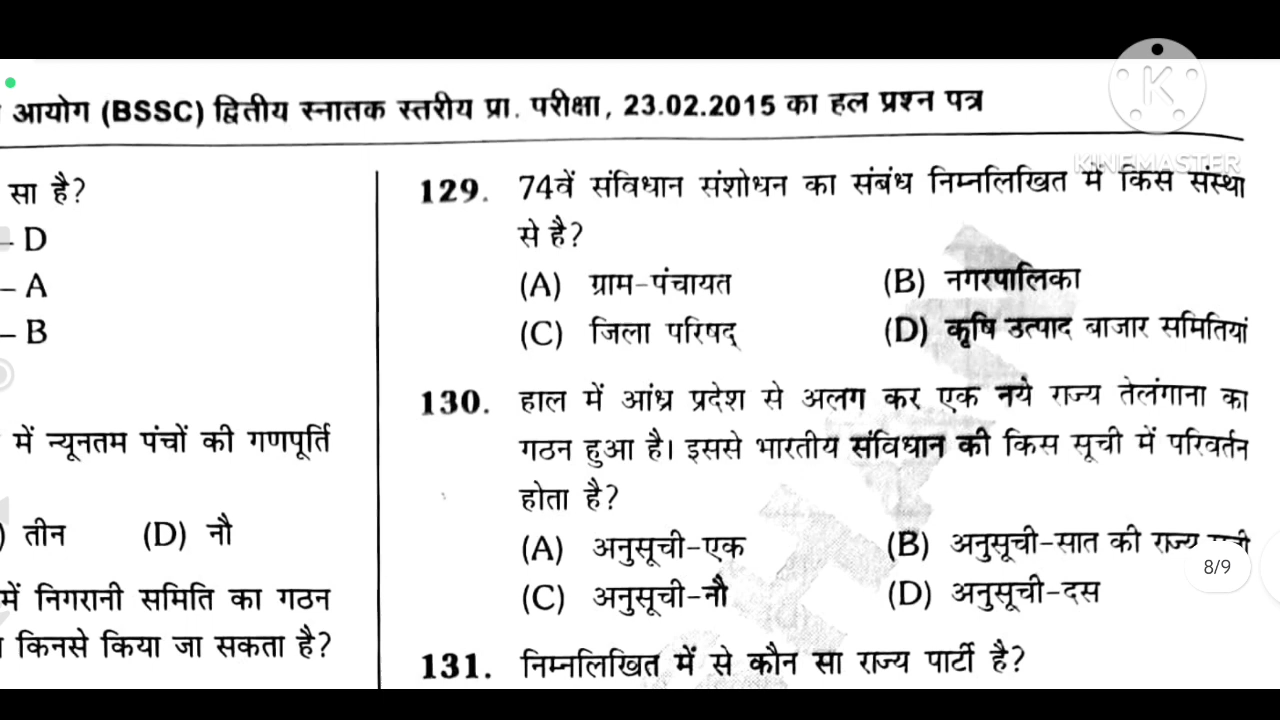 आयोग (BSSC) द्वितीय स्नातक स्तरीय प्रा. परीक्षा, 23.02.2015 का हल प्रश्न पत्र
KINEMASTER
सा है?
– D
– A
– B
में न्यूनतम पंचों की गणपूर्ति
) तीन (D) नौ
में निगरानी समिति का गठन
किनसे किया जा सकता है?
129. 74वें संविधान संशोधन का संबंध निम्नलिखित में किस संस्था
से है?
(A) ग्राम-पंचायत (B) नगरपालिका
(C) जिला परिषद् (D) कृषि उत्पाद बाजार समितियां
130. हाल में आंध्र प्रदेश से अलग कर एक नये राज्य तेलंगाना का
गठन हुआ है। इससे भारतीय संविधान की किस सूची में परिवर्तन
होता है?
(A) अनुसूची-एक (B) अनुसूची-सात की राज्य
(C) अनुसूची-नौ (D) अनुसूची-दस
8/9
131. निम्नलिखित में से कौन सा राज्य पार्टी है?